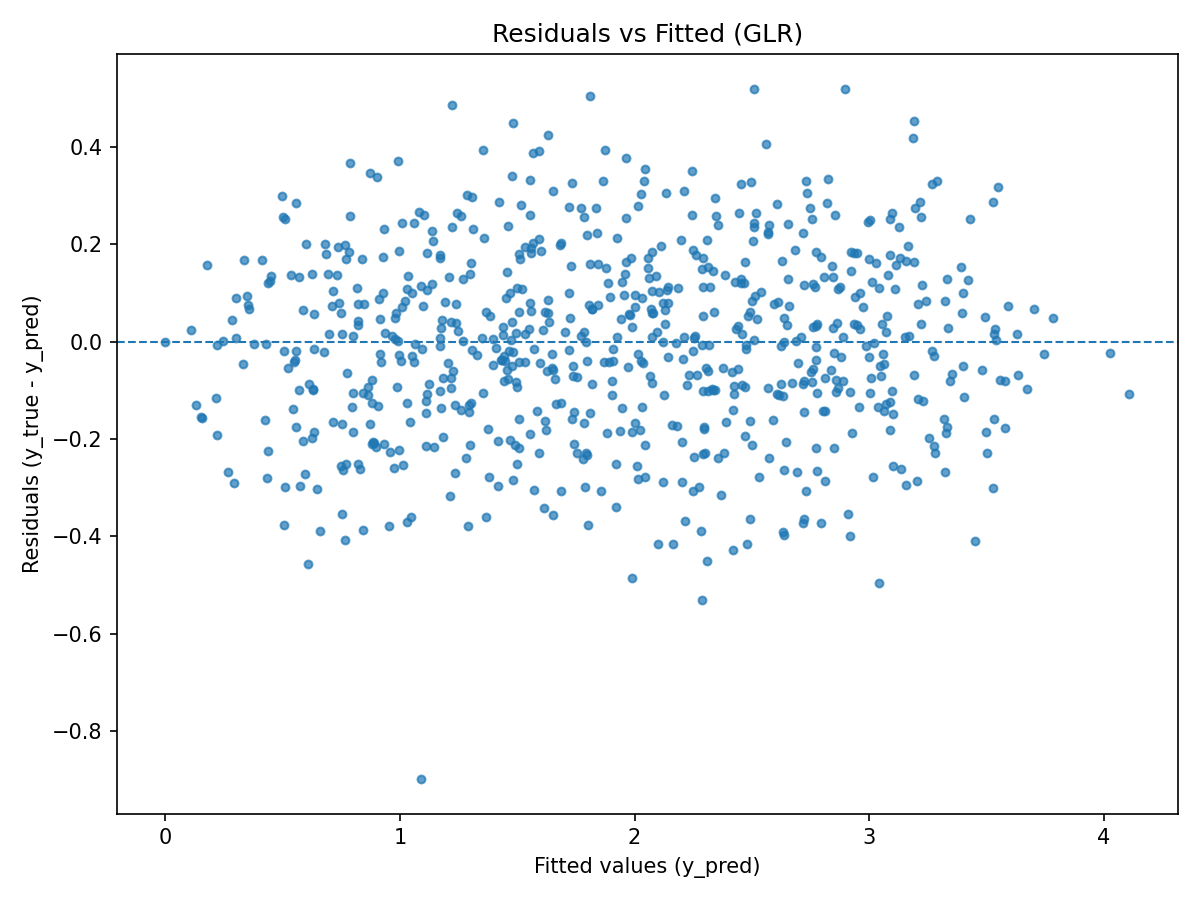 Residuals vs Fitted (GLR)
Residuals (y_true - y_pred)
0.4
0.2
0.0
−0.2
−0.4
−0.6
−0.8
0 1 2 3 4
Fitted values (y_pred)